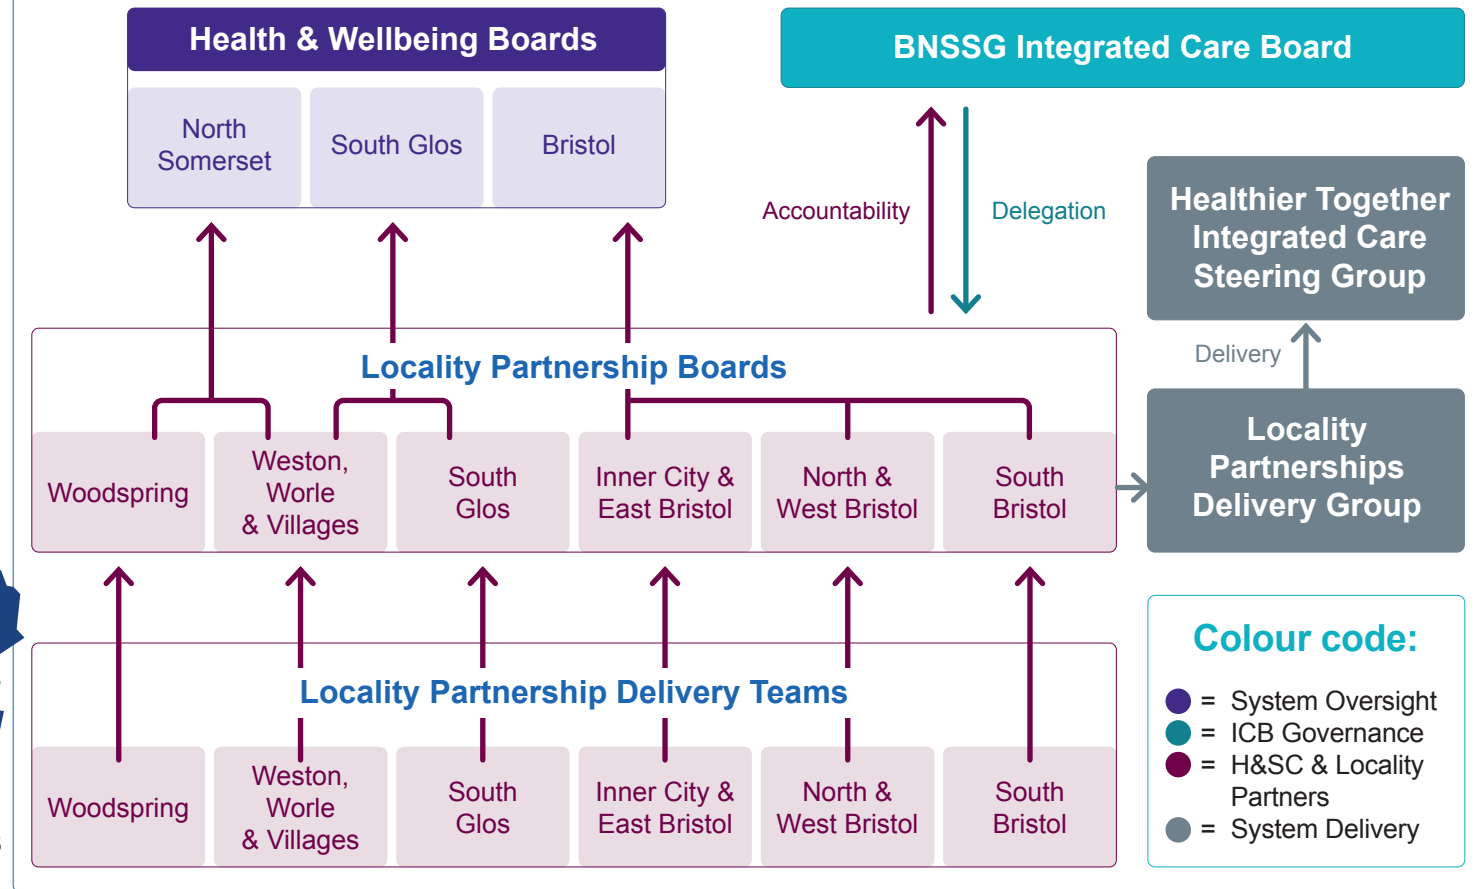 Health & Wellbeing Boards
North
Somerset
South Glos
Bristol
BNSSG Integrated Care Board
Accountability
Delegation
Healthier Together
Integrated Care
Steering Group
Delivery
Locality Partnership Boards
Woodspring
Weston,
Worle
& Villages
South
Glos
Inner City &
East Bristol
North &
West Bristol
South
Bristol
Locality
Partnerships
Delivery Group
Locality Partnership Delivery Teams
Woodspring
Weston,
Worle
& Villages
South
Glos
Inner City &
East Bristol
North &
West Bristol
South
Bristol
Colour code:
= System Oversight
= ICB Governance
= H&SC & Locality
Partners
= System Delivery